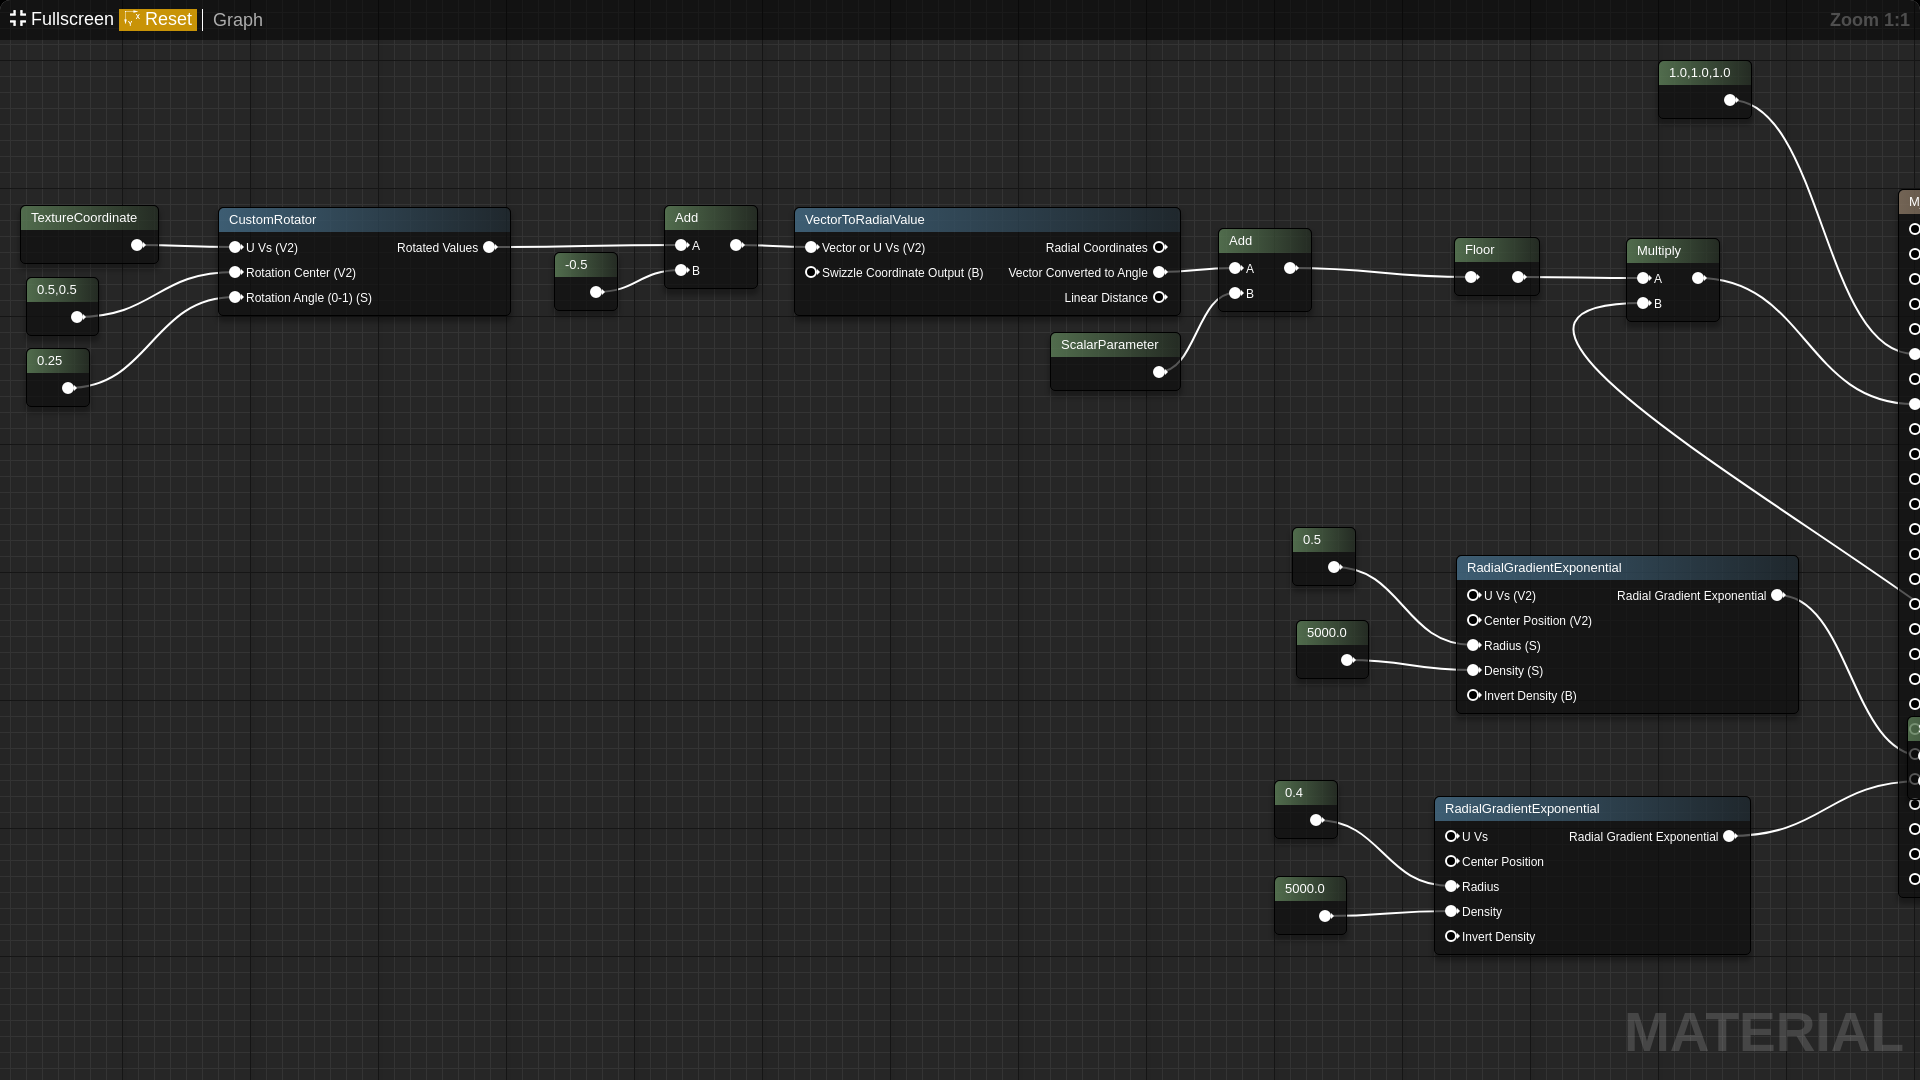 Fullscreen Reset Graph Zoom 1:1
1.0,1.0,1.0
TextureCoordinate
0.5,0.5
0.25
CustomRotator
U Vs (V2) Rotated Values
Rotation Center (V2)
Rotation Angle (0-1) (S)
-0.5
Add
A
B
VectorToRadialValue
Vector or U Vs (V2) Radial Coordinates
Swizzle Coordinate Output (B) Vector Converted to Angle
Linear Distance
ScalarParameter
Add
A
B
Floor
Multiply
A
B
M
0.5
5000.0
RadialGradientExponential
U Vs (V2) Radial Gradient Exponential
Center Position (V2)
Radius (S)
Density (S)
Invert Density (B)
0.4
5000.0
RadialGradientExponential
U Vs Radial Gradient Exponential
Center Position
Radius
Density
Invert Density
MATERIAL